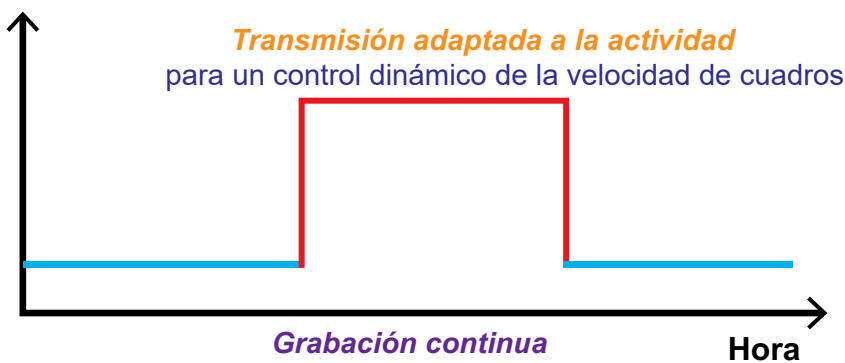 Transmisión adaptada a la actividad
para un control dinámico de la velocidad de cuadros
Grabación continua
Hora